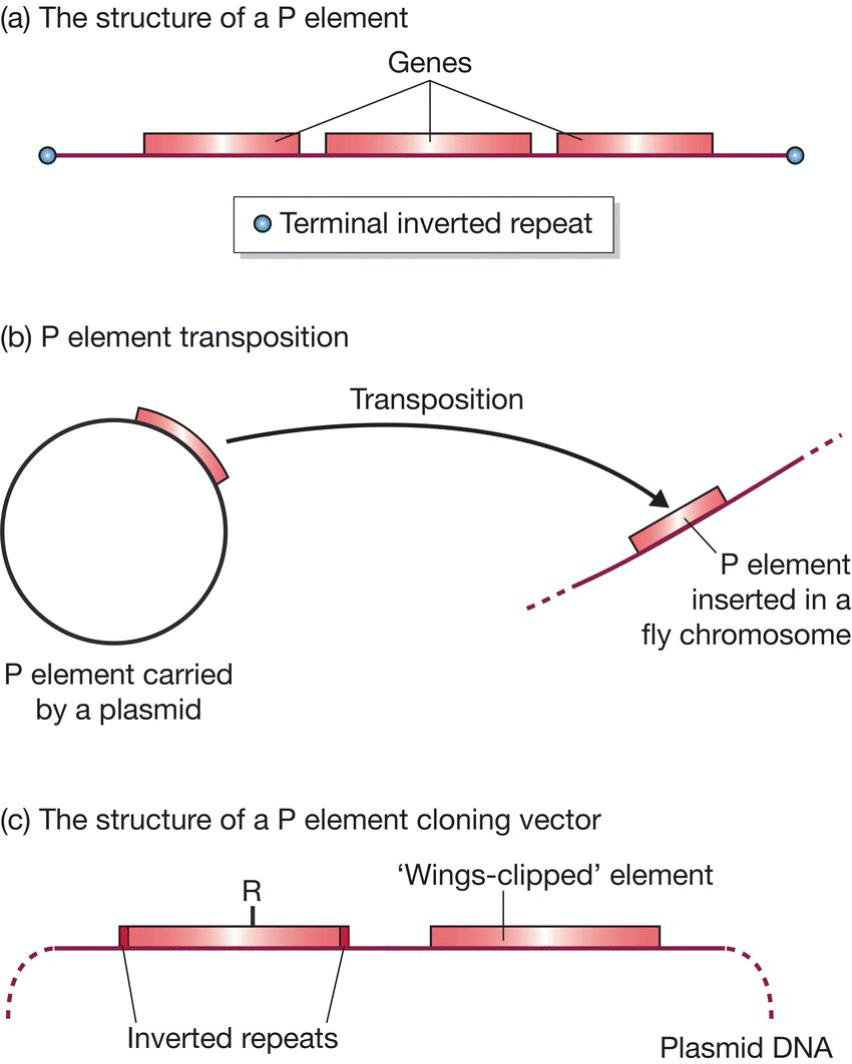 (a) The structure of a P element
Genes
Terminal inverted repeat
(b) P element transposition
Transposition
P element
inserted in a
fly chromosome
P element carried
by a plasmid
(c) The structure of a P element cloning vector
‘Wings-clipped’ element
R
Inverted repeats
Plasmid DNA